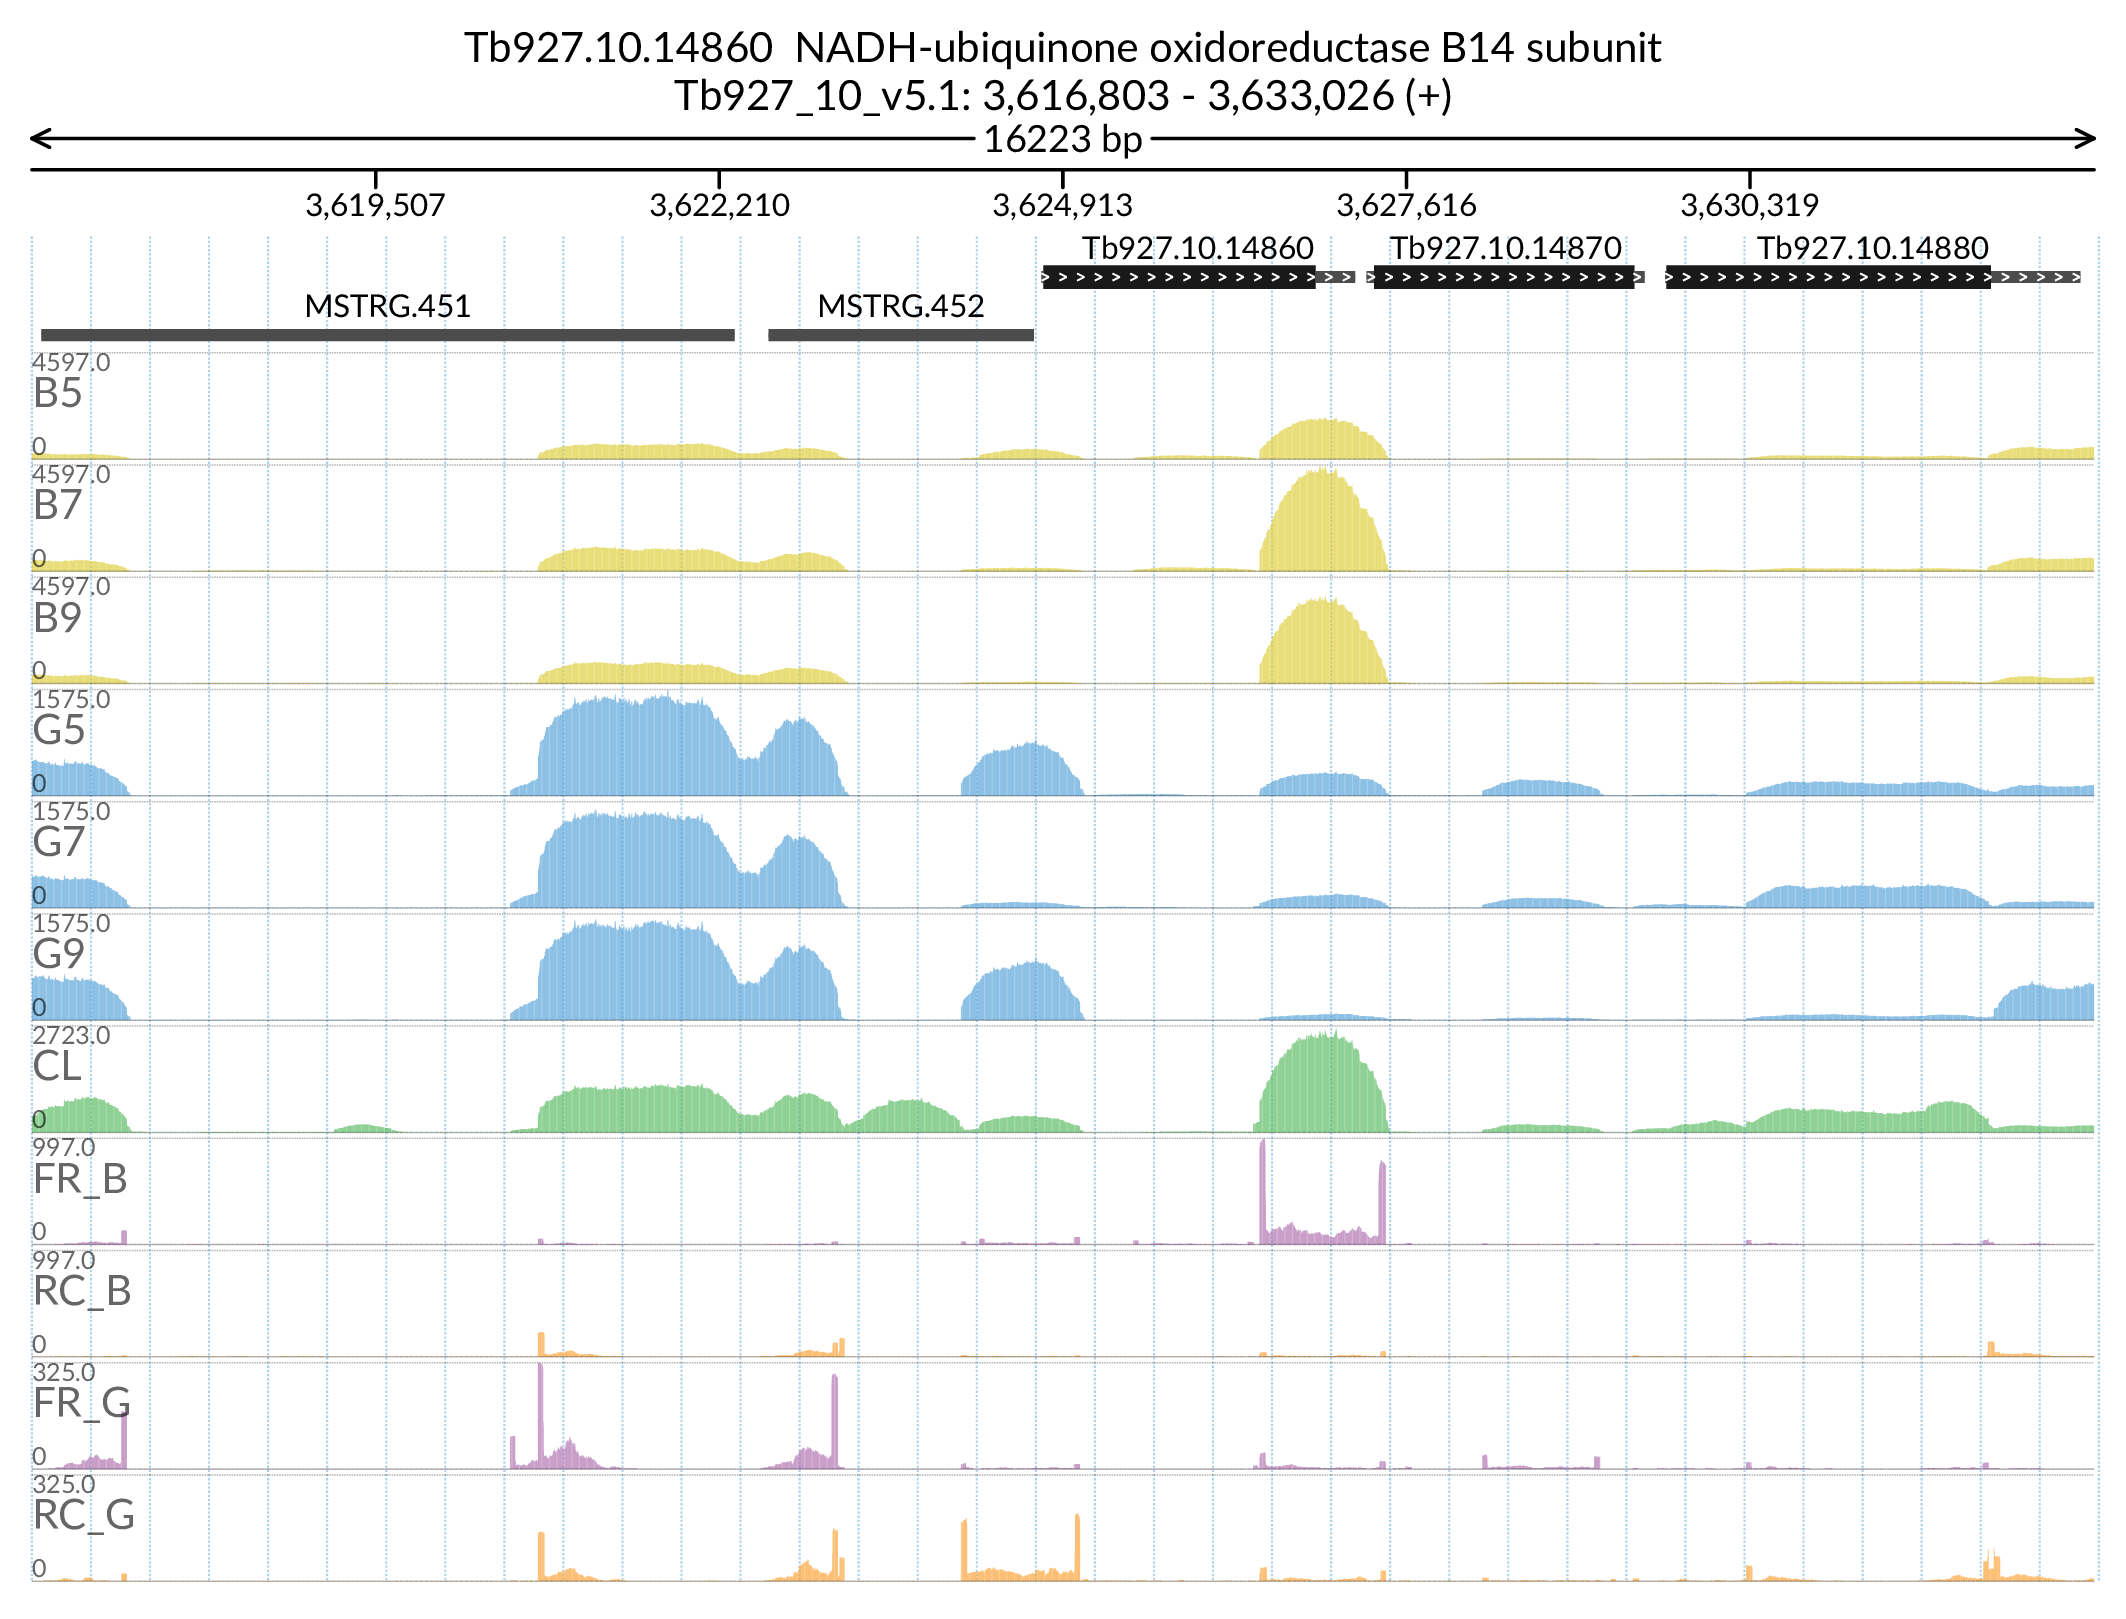 Tb927.10.14860 NADH-ubiquinone oxidoreductase B14 subunit
Tb927_10_v5.1: 3,616,803 - 3,633,026 (+)
16223 bp
3,619,507 3,622,210 3,624,913 3,627,616 3,630,319
Tb927.10.14860 Tb927.10.14870 Tb927.10.14880
MSTRG.451 MSTRG.452
4597.0
B5
0
4597.0
B7
0
4597.0
B9
0
1575.0
G5
0
1575.0
G7
0
1575.0
G9
0
2723.0
CL
0
997.0
FR_B
0
997.0
RC_B
0
325.0
FR_G
0
325.0
RC_G
0